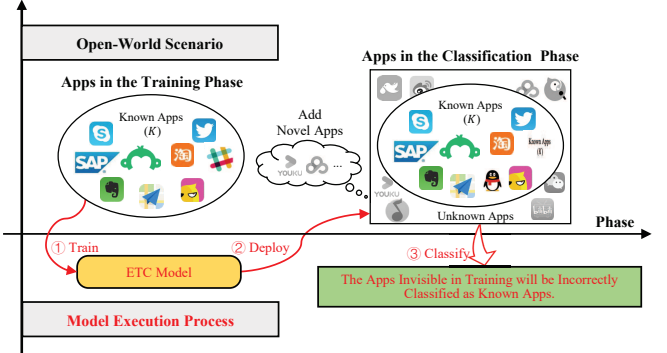 Open-World Scenario
Apps in the Training Phase
Known Apps
(K)
SAP
Add
Novel Apps
YOUKU
...
Apps in the Classification Phase
Known Apps
(K)
SAP
Known Apps
(K)
YOUKU
Unknown Apps
LALA
Phase
① Train
② Deploy
③ Classify
ETC Model
The Apps Invisible in Training will be Incorrectly
Classified as Known Apps.
Model Execution Process